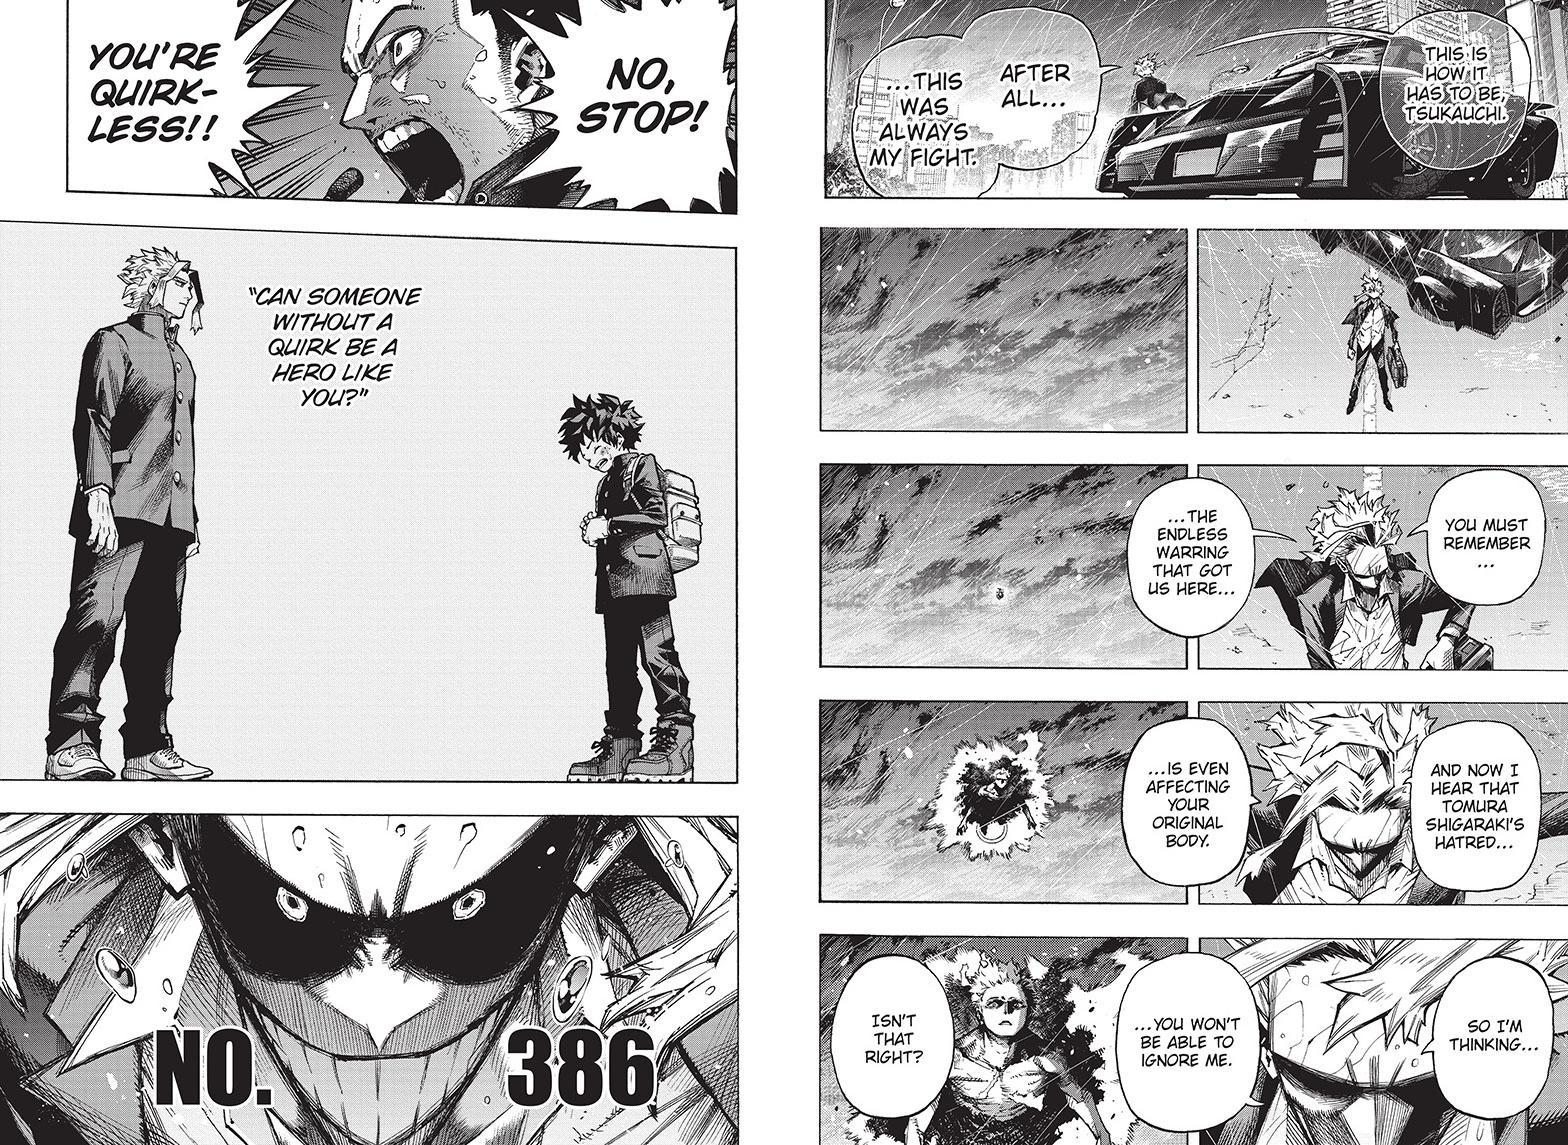 THIS IS
HOW IT
HAS TO BE,
TSUKAUCHI.
AFTER
ALL...
...THIS
WAS
ALWAYS
MY FIGHT.
YOU MUST
REMEMBER
...
...THE
ENDLESS
WARRING
THAT GOT
US HERE...
AND NOW I
HEAR THAT
TOMURA
SHIGARAKI'S
HATRED...
...IS EVEN
AFFECTING
YOUR
ORIGINAL
BODY.
SO I'M
THINKING...
...YOU WON'T
BE ABLE TO
IGNORE ME.
ISN'T
THAT
RIGHT?
NO,
STOP!
YOU'RE
QUIRK-
LESS!!
"CAN SOMEONE
WITHOUT A
QUIRK BE A
HERO LIKE
YOU?"
NO. 386